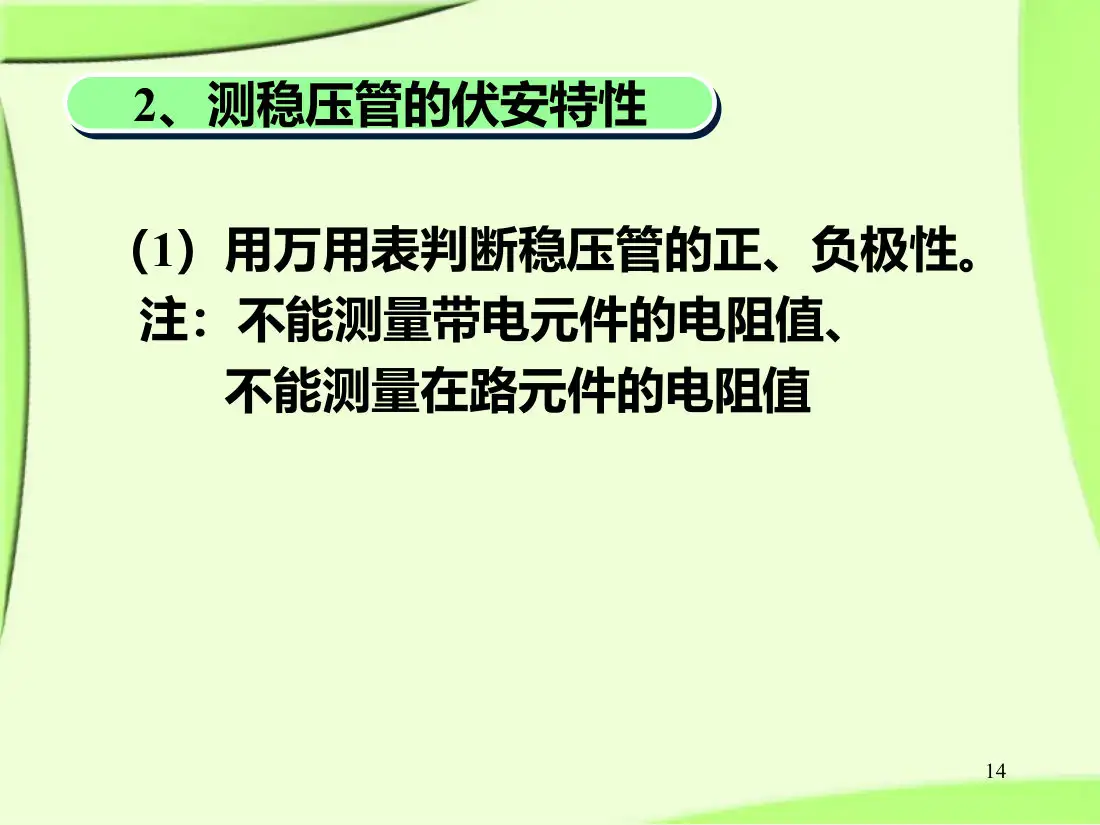 2、测稳压管的伏安特性
（1）用万用表判断稳压管的正、负极性。
注：不能测量带电元件的电阻值、
不能测量在路元件的电阻值
14